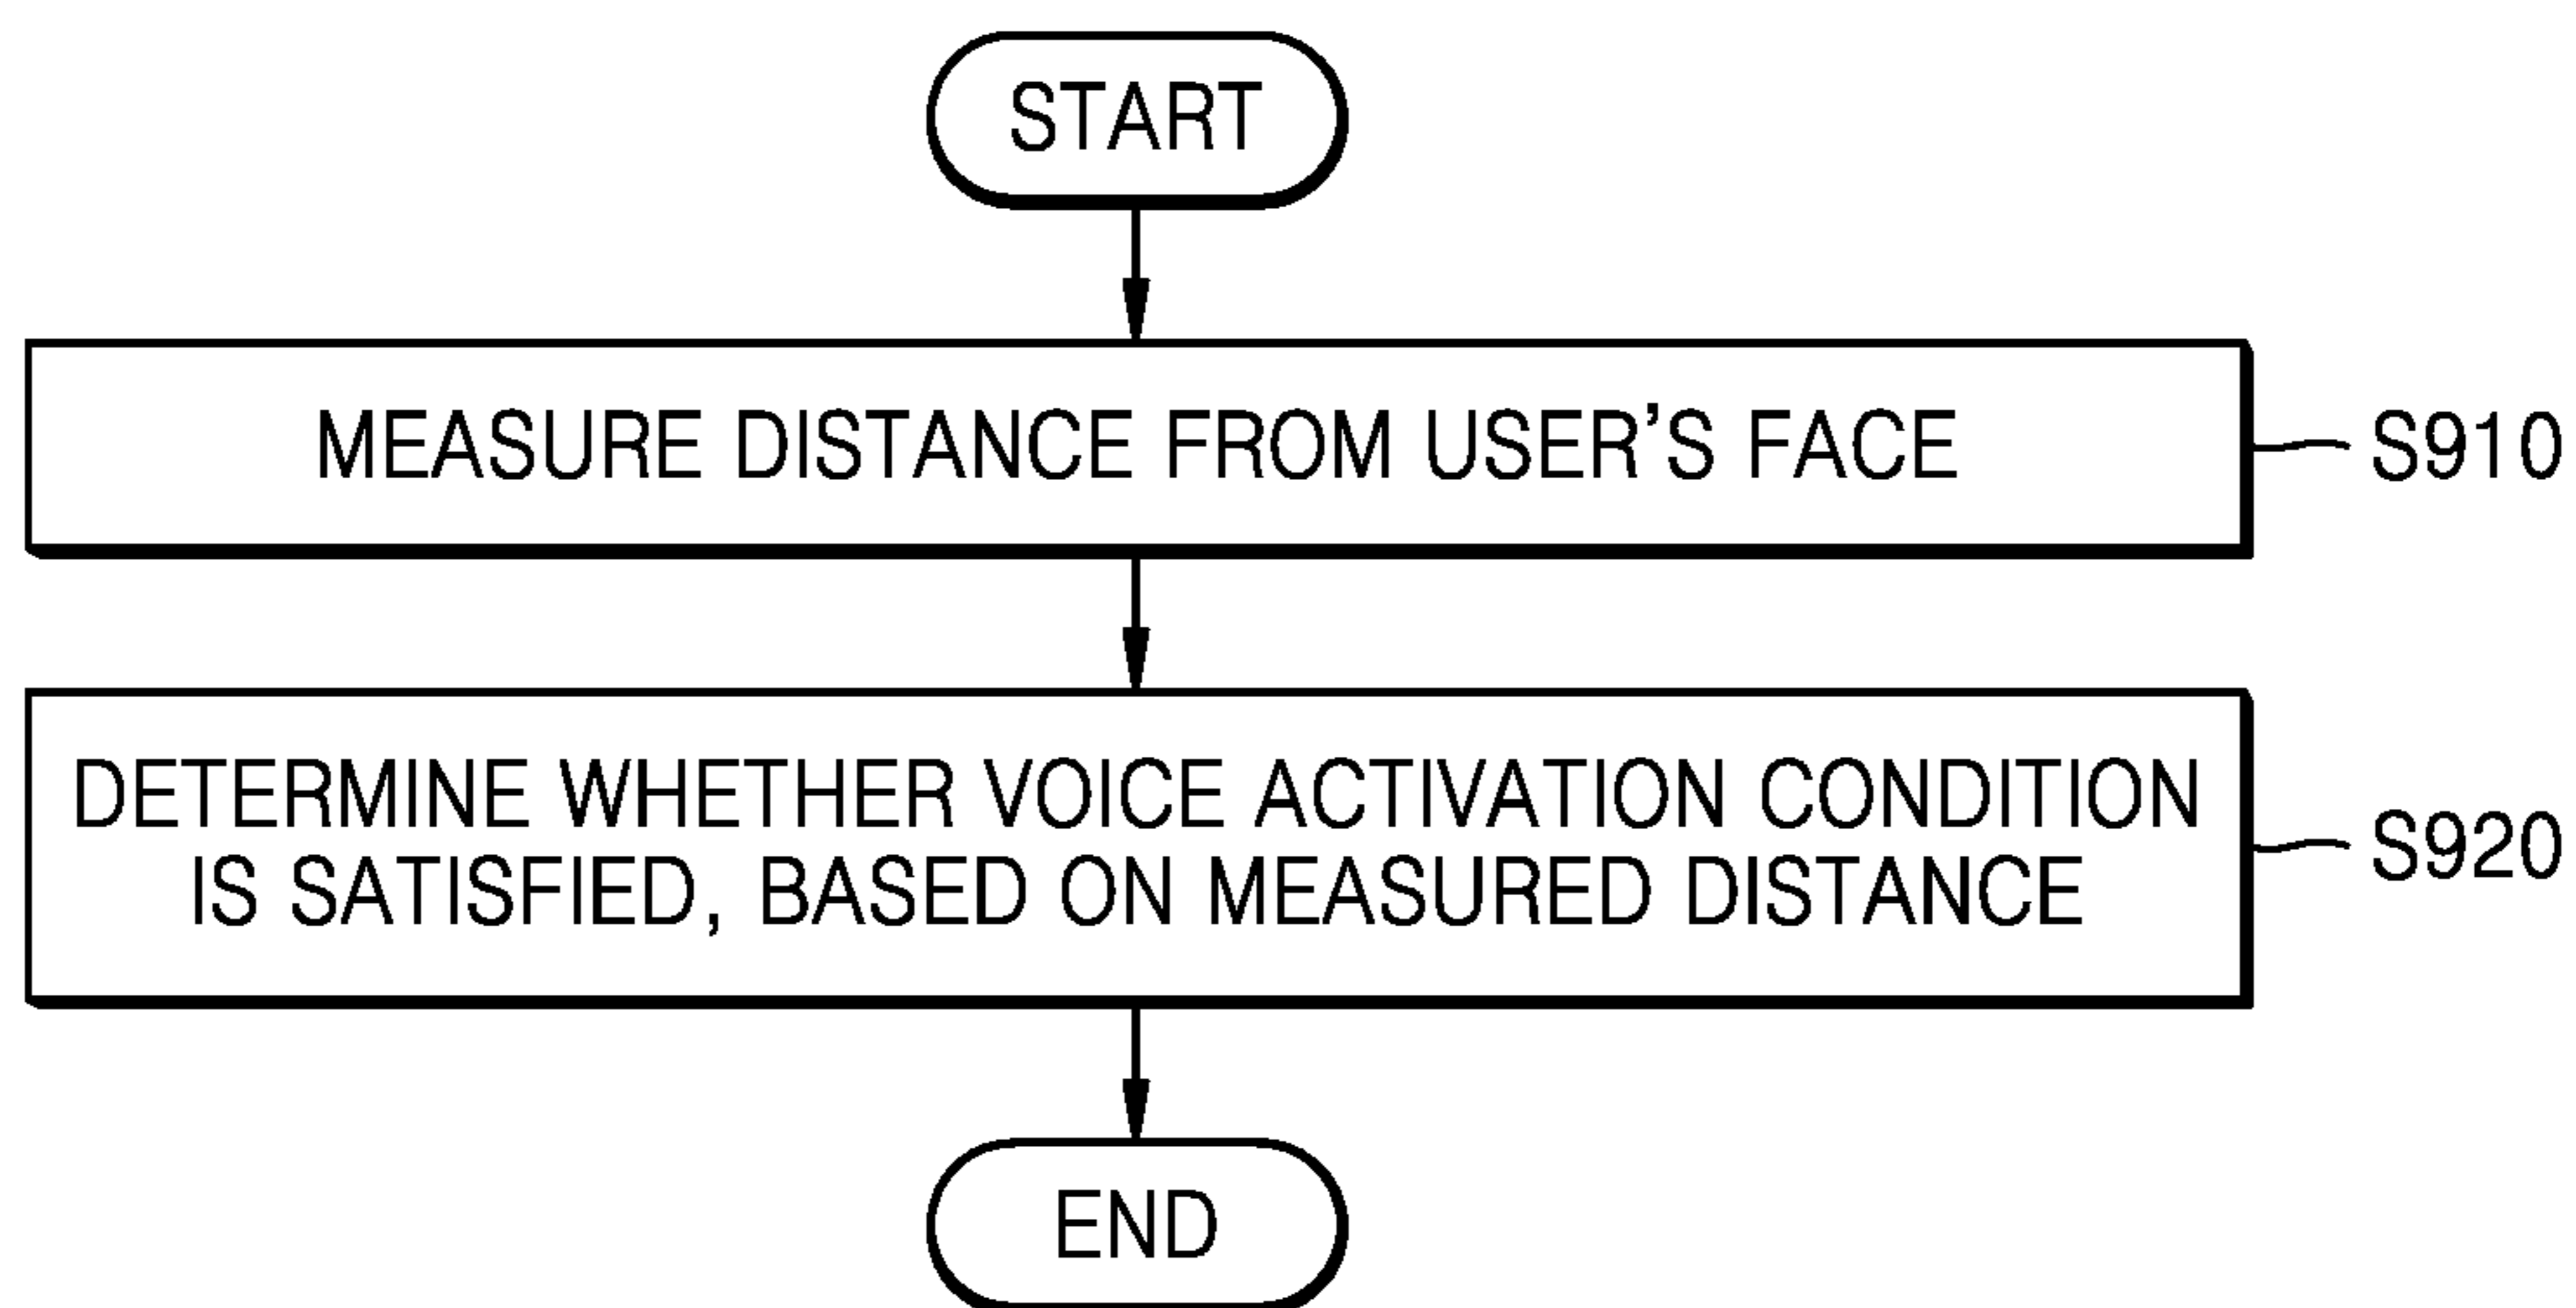 START
MEASURE DISTANCE FROM USER'S FACE
S910
DETERMINE WHETHER VOICE ACTIVATION CONDITION
IS SATISFIED, BASED ON MEASURED DISTANCE
S920
END